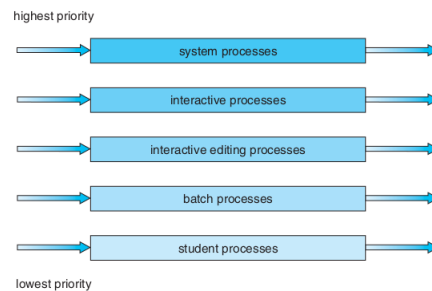 highest priority
system processes
interactive processes
interactive editing processes
batch processes
student processes
lowest priority